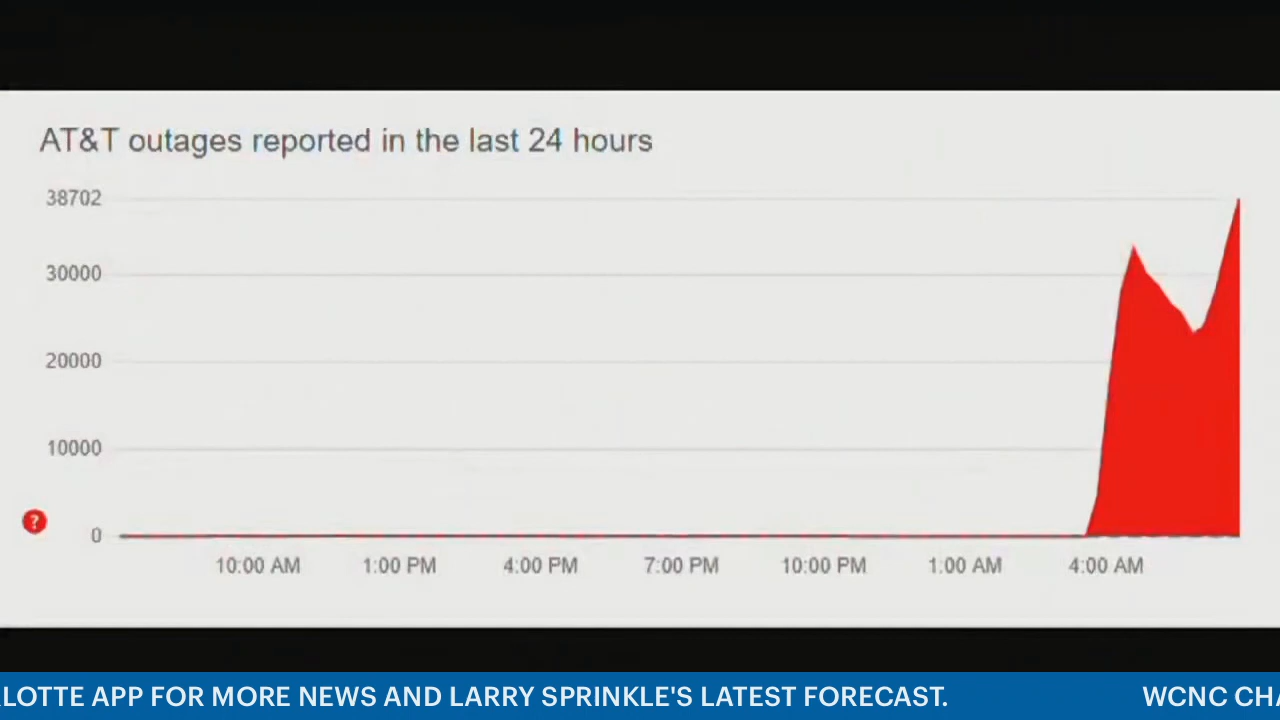 AT&T outages reported in the last 24 hours
38702
30000
20000
10000
?
0
10:00 AM 1:00 PM 4:00 PM 7:00 PM 10:00 PM 1:00 AM 4:00 AM
LOTTE APP FOR MORE NEWS AND LARRY SPRINKLE'S LATEST FORECAST. WCNC CHA